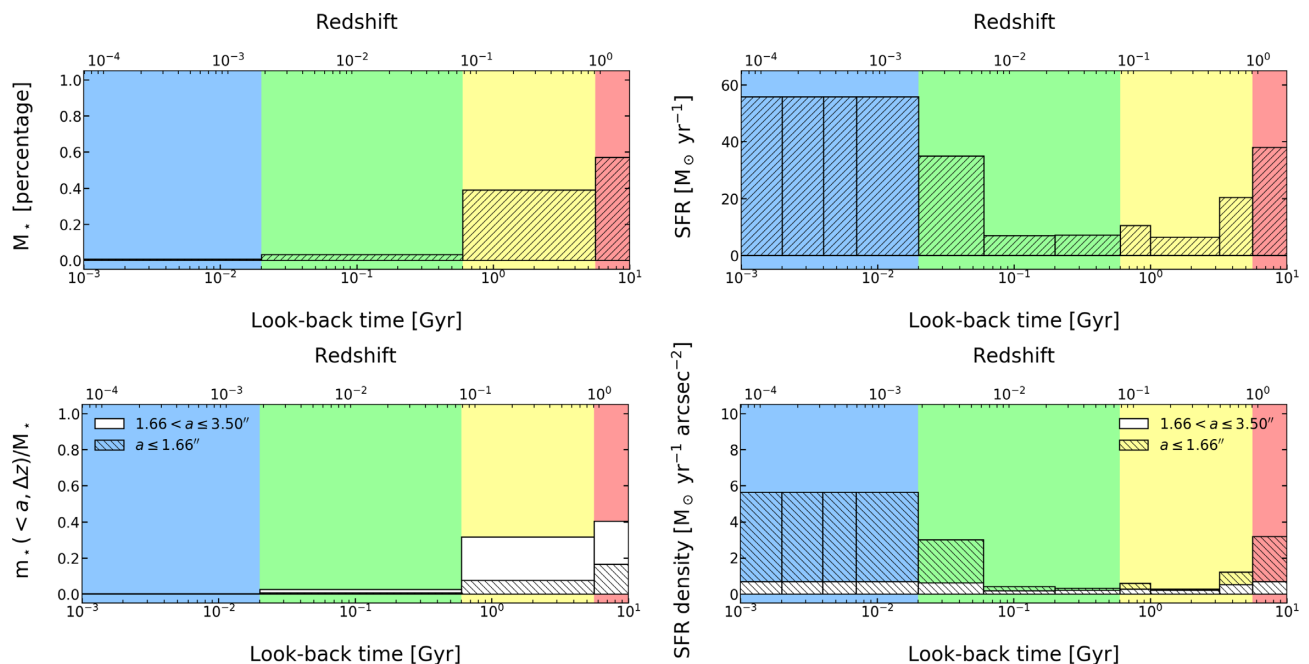 Redshift
10⁻⁴ 10⁻³ 10⁻² 10⁻¹ 10⁰
M⋆ [percentage]
1.0
0.8
0.6
0.4
0.2
0.0
10⁻³ 10⁻² 10⁻¹ 10⁰ 10¹
Look-back time [Gyr]
Redshift
10⁻⁴ 10⁻³ 10⁻² 10⁻¹ 10⁰
SFR [M⊙ yr⁻¹]
60
40
20
0
10⁻³ 10⁻² 10⁻¹ 10⁰ 10¹
Look-back time [Gyr]
Redshift
10⁻⁴ 10⁻³ 10⁻² 10⁻¹ 10⁰
m⋆(< a, Δz)/M⋆
1.0
0.8
0.6
0.4
0.2
0.0
1.66 < a ≤ 3.50″
a ≤ 1.66″
10⁻³ 10⁻² 10⁻¹ 10⁰ 10¹
Look-back time [Gyr]
Redshift
10⁻⁴ 10⁻³ 10⁻² 10⁻¹ 10⁰
SFR density [M⊙ yr⁻¹ arcsec⁻²]
10
8
6
4
2
0
1.66 < a ≤ 3.50″
a ≤ 1.66″
10⁻³ 10⁻² 10⁻¹ 10⁰ 10¹
Look-back time [Gyr]